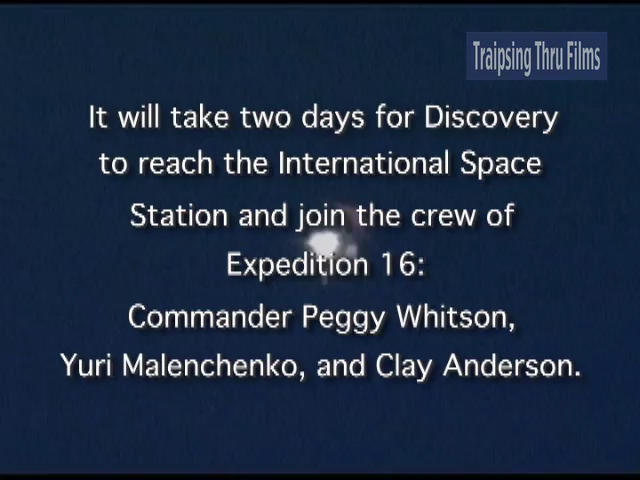 Traipsing Thru Films
It will take two days for Discovery
to reach the International Space
Station and join the crew of
Expedition 16:
Commander Peggy Whitson,
Yuri Malenchenko, and Clay Anderson.